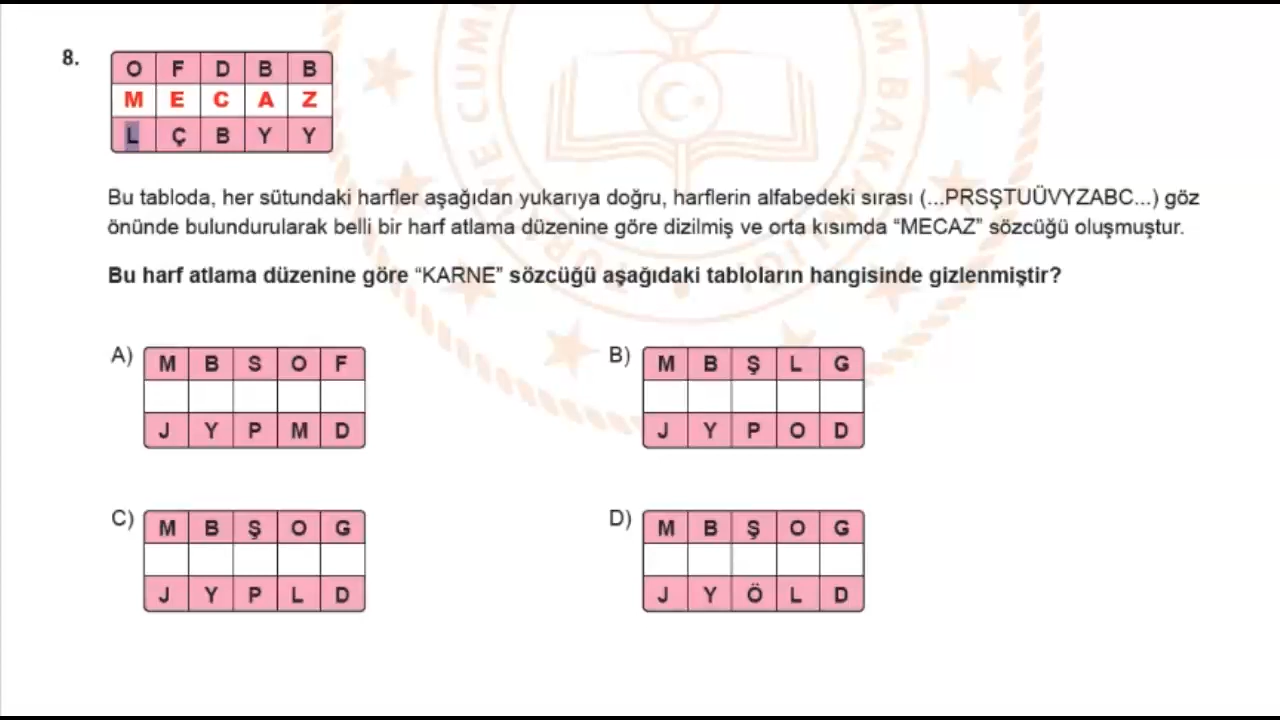 8.
O F D B B
M E C A Z
L Ç B Y Y
Bu tabloda, her sütundaki harfler aşağıdan yukarıya doğru, harflerin alfabedeki sırası (...PRSŞTUÜVYZABC...) göz
önünde bulundurularak belli bir harf atlama düzenine göre dizilmiş ve orta kısımda “MECAZ” sözcüğü oluşmuştur.
Bu harf atlama düzenine göre “KARNE” sözcüğü aşağıdaki tabloların hangisinde gizlenmiştir?
A)
M B S O F
J Y P M D
B)
M B Ş L G
J Y P O D
C)
M B Ş O G
J Y P L D
D)
M B Ş O G
J Y Ö L D